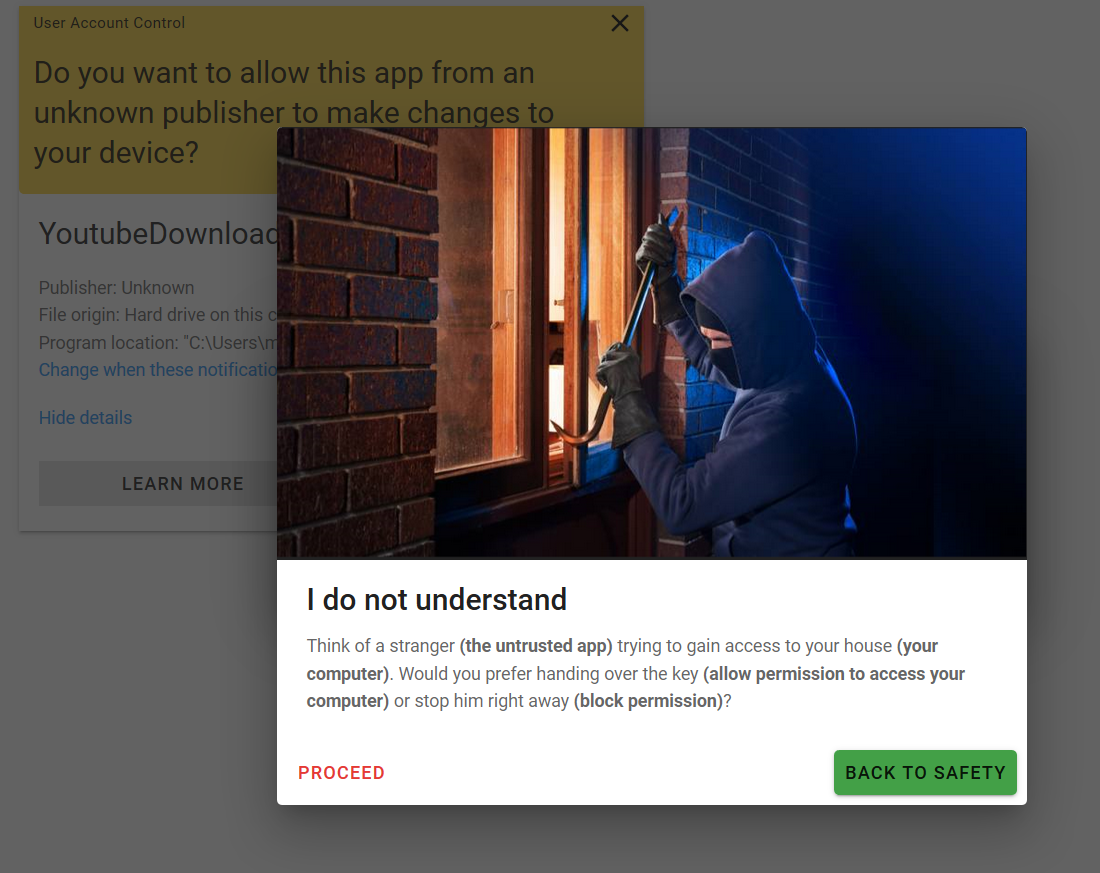 User Account Control
Do you want to allow this app from an
unknown publisher to make changes to
your device?
YoutubeDownload
Publisher: Unknown
File origin: Hard drive on this c
Program location: "C:\Users\m
Change when these notificatio
Hide details
LEARN MORE
I do not understand
Think of a stranger (the untrusted app) trying to gain access to your house (your
computer). Would you prefer handing over the key (allow permission to access your
computer) or stop him right away (block permission)?
PROCEED
BACK TO SAFETY